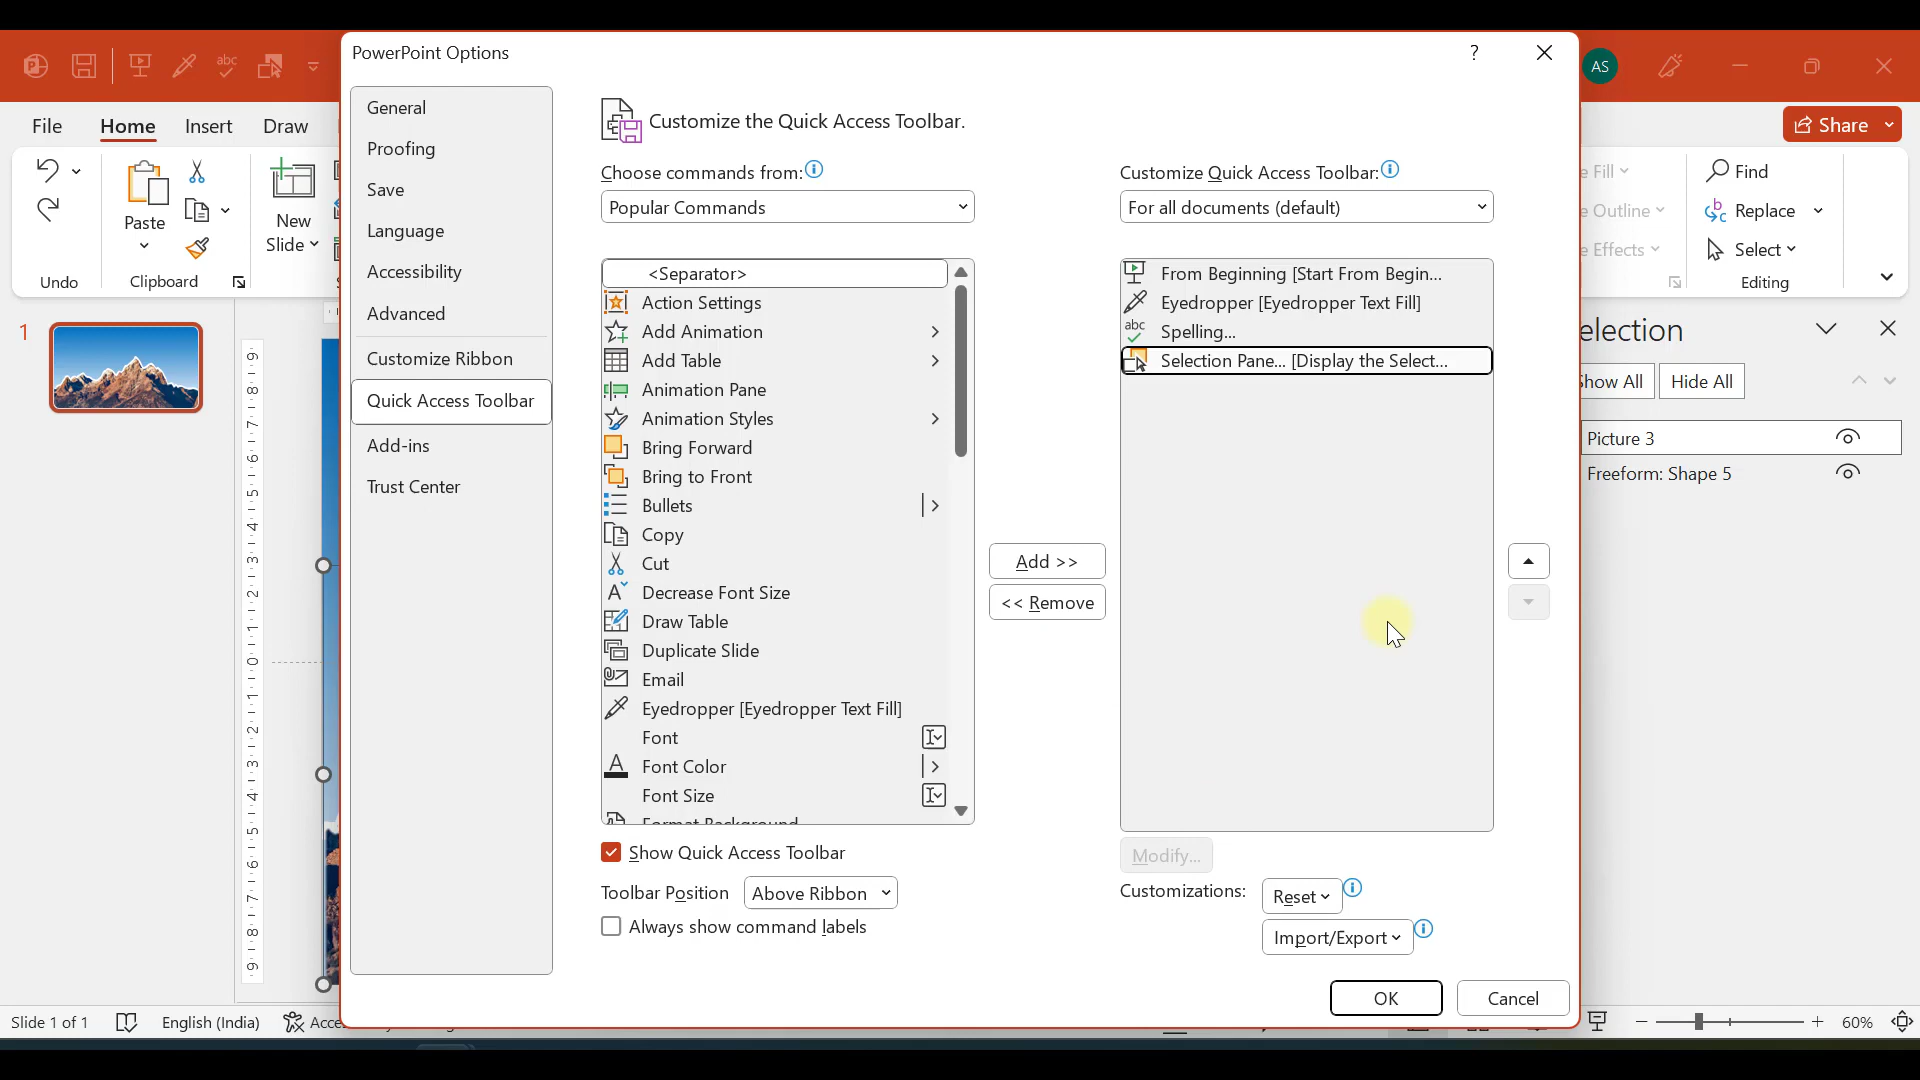 PowerPoint Options
?
AS
File
Home
Insert
Draw
Share
Undo
Paste
Clipboard
New
Slide
Fill
Outline
Effects
Find
Replace
Select
Editing
1
General
Proofing
Save
Language
Accessibility
Advanced
Customize Ribbon
Quick Access Toolbar
Add-ins
Trust Center
Customize the Quick Access Toolbar.
Choose commands from:
Popular Commands
<Separator>
Action Settings
Add Animation
Add Table
Animation Pane
Animation Styles
Bring Forward
Bring to Front
Bullets
Copy
Cut
Decrease Font Size
Draw Table
Duplicate Slide
Email
Eyedropper [Eyedropper Text Fill]
Font
Font Color
Font Size
Format Background
Show Quick Access Toolbar
Toolbar Position Above Ribbon
Always show command labels
Add >>
<< Remove
Customize Quick Access Toolbar:
For all documents (default)
From Beginning [Start From Begin...
Eyedropper [Eyedropper Text Fill]
abc Spelling...
Selection Pane... [Display the Select...
Modify...
Customizations: Reset
Import/Export
OK Cancel
election
how All Hide All
Picture 3
Freeform: Shape 5
Slide 1 of 1 English (India) Acce
60%